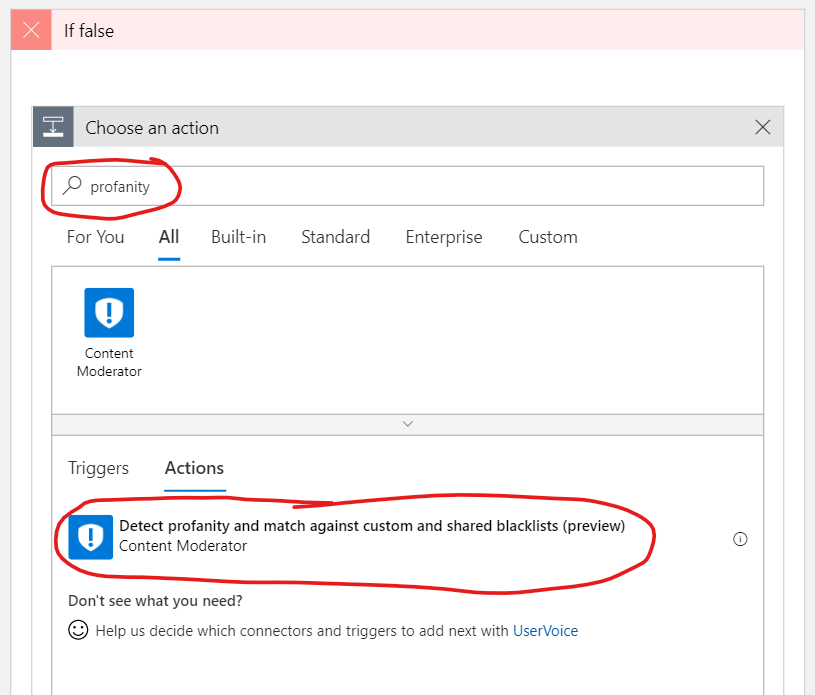 If false
Choose an action
profanity
For You All Built-in Standard Enterprise Custom
Content
Moderator
Triggers Actions
Detect profanity and match against custom and shared blacklists (preview)
Content Moderator
Don't see what you need?
Help us decide which connectors and triggers to add next with UserVoice